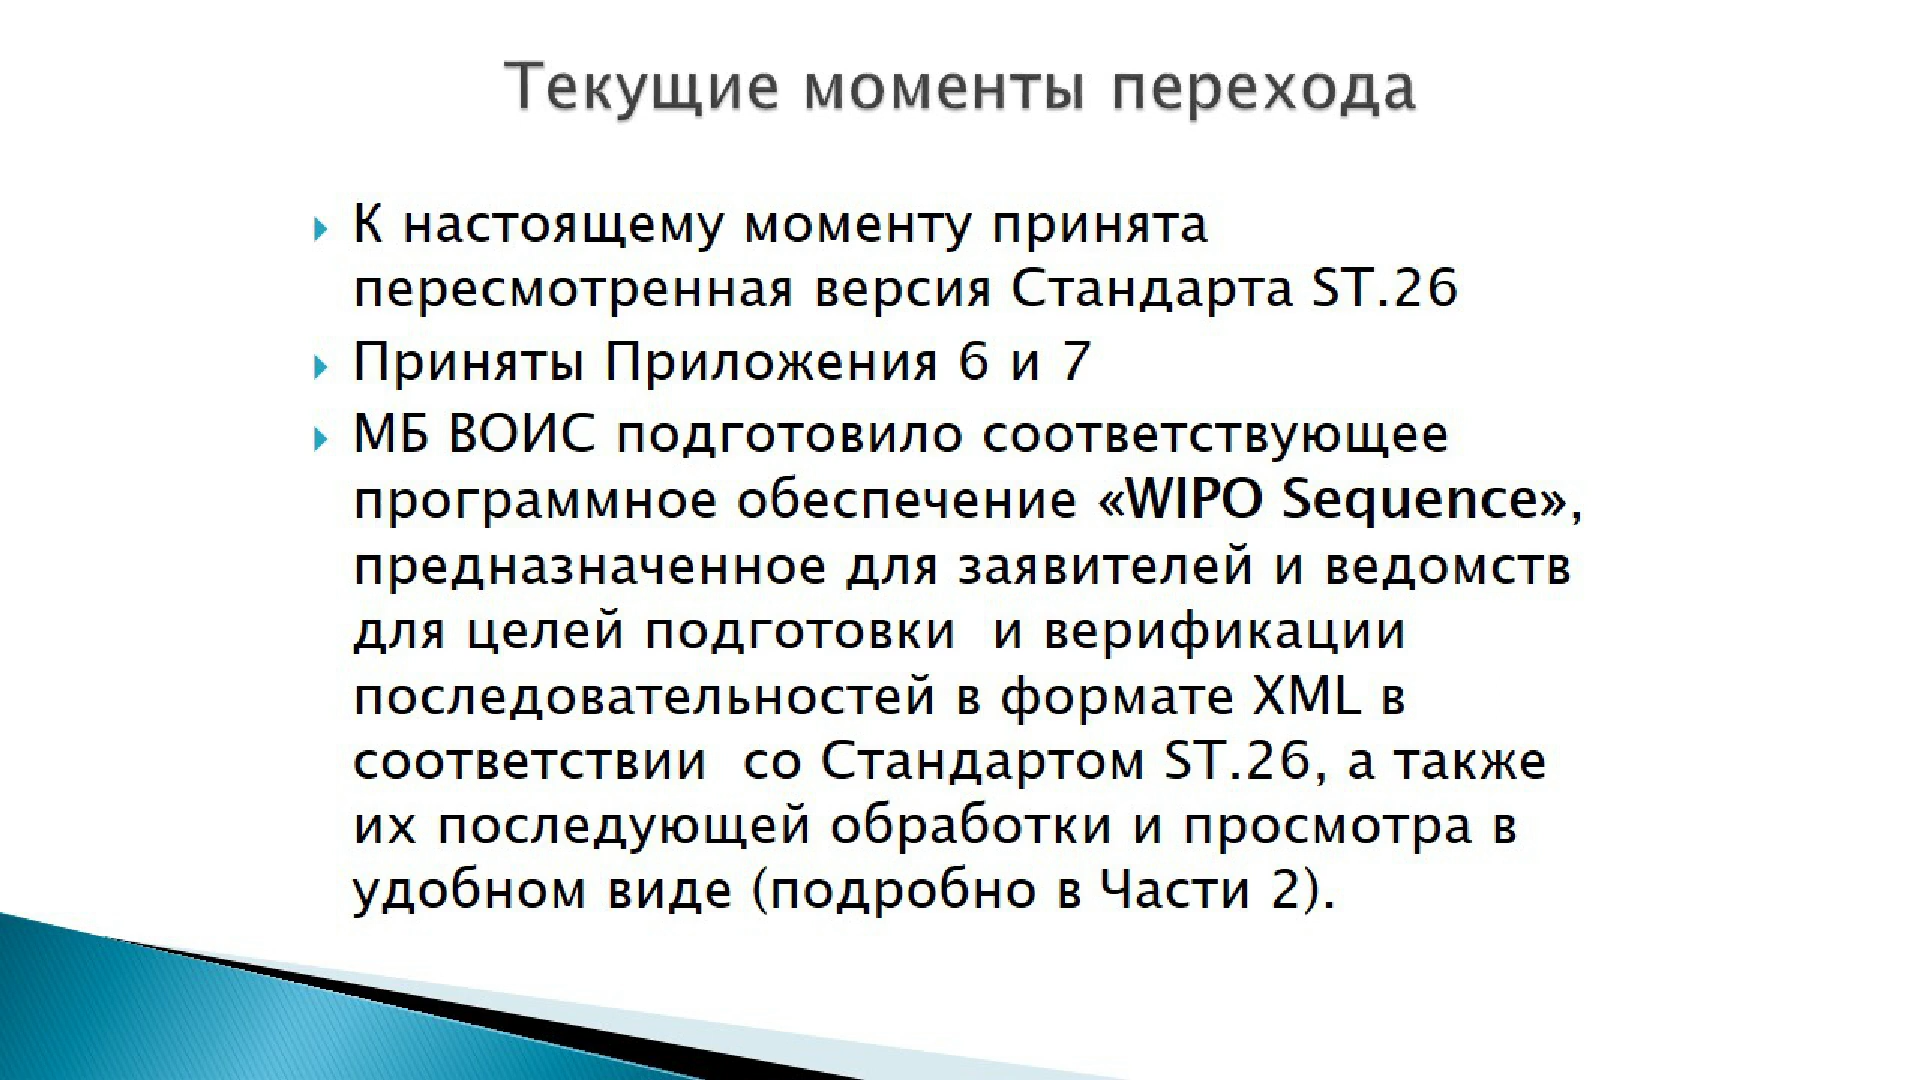 Текущие моменты перехода
К настоящему моменту принята
пересмотренная версия Стандарта ST.26
Приняты Приложения 6 и 7
МБ ВОИС подготовило соответствующее
программное обеспечение «WIPO Sequence»,
предназначенное для заявителей и ведомств
для целей подготовки  и верификации
последовательностей в формате XML в
соответствии  со Стандартом ST.26, а также
их последующей обработки и просмотра в
удобном виде (подробно в Части 2).